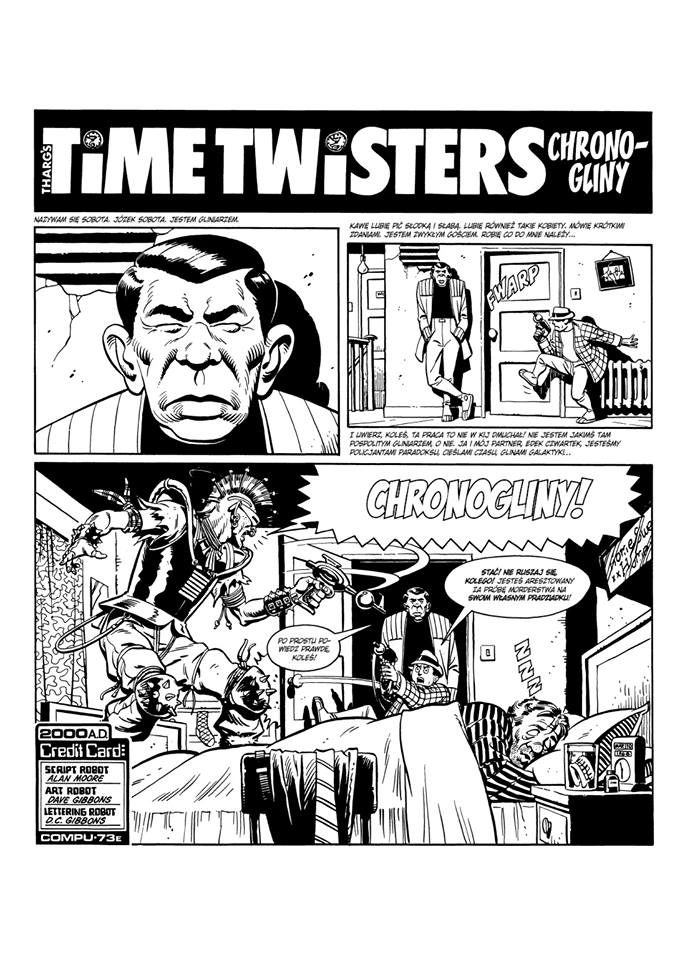 THARG'S
TIME TWISTERS
CHRONO-
GLINY
NAZYWAM SIĘ SOBOTA. JÓZEK SOBOTA. JESTEM GLINIARZEM.
KAWĘ LUBIĘ PIĆ SŁODKĄ I SŁABĄ. LUBIĘ RÓWNIEŻ TAKIE KOBIETY. MÓWIĘ KRÓTKIMI
ZDANIAMI. JESTEM ZWYKŁYM GOŚCIEM. ROBIĘ CO DO MNIE NALEŻY...
FWARP
I UWIERZ, KOLEŚ, TA PRACA TO NIE W KIJ DMUCHAŁ! NIE JESTEM JAKIMŚ TAM
POSPOLITYM GLINIARZEM, O NIE. JA I MÓJ PARTNER, EDEK CZWARTEK, JESTEŚMY
POLICJANTAMI PARADOKSU, CIEŚLAMI CZASU, GLINAMI GALAKTYKI...
CHRONOGLINY!
STAĆ! NIE RUSZAJ SIĘ,
KOLEGO! JESTEŚ ARESZTOWANY
ZA PRÓBĘ MORDERSTWA NA
SWOIM WŁASNYM PRADZIADKU!
PO PROSTU PO-
WIEDZ PRAWDĘ,
KOLEŚ!
ZZZZ
2000 A.D.
Credit Card:
SCRIPT ROBOT
ALAN MOORE
ART ROBOT
DAVE GIBBONS
LETTERING ROBOT
D.C. GIBBONS
COMPU·73E